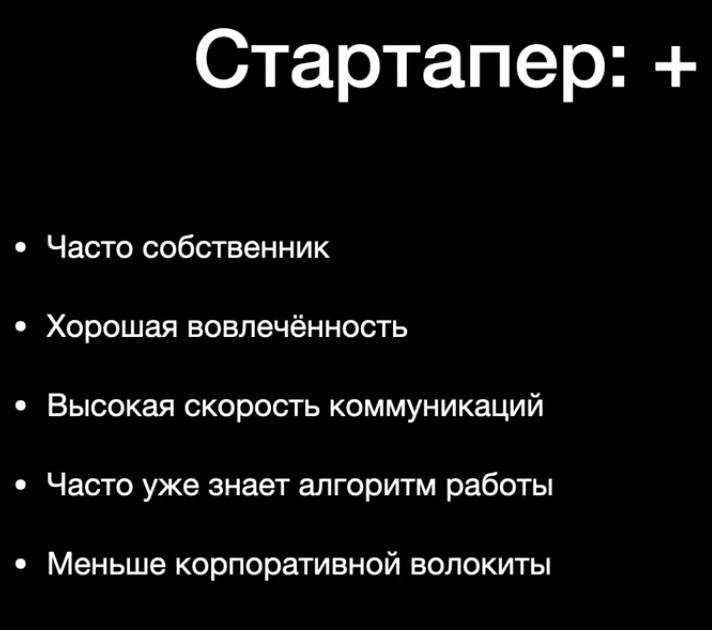 Стартапер: +
• Часто собственник
• Хорошая вовлечённость
• Высокая скорость коммуникаций
• Часто уже знает алгоритм работы
• Меньше корпоративной волокиты